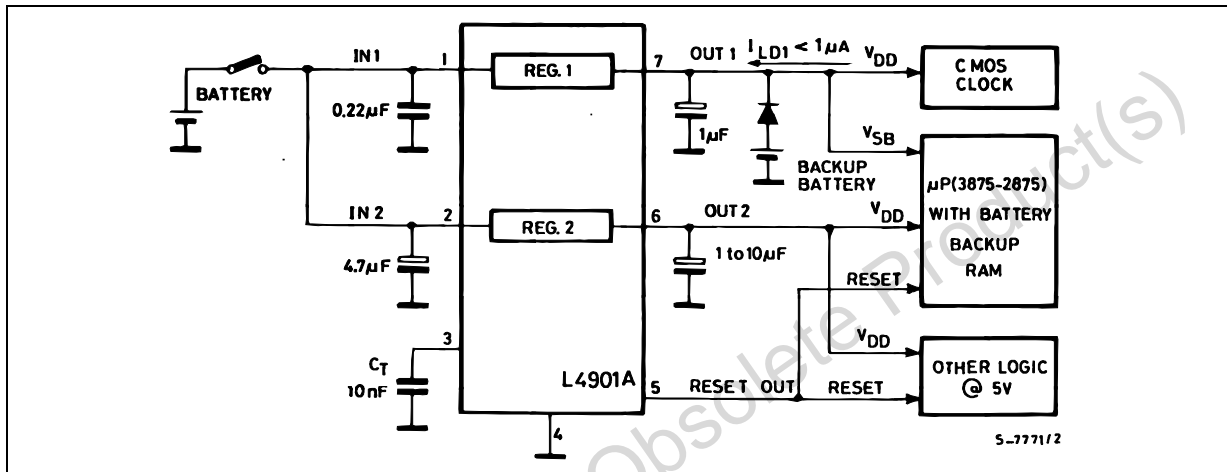 IN 1
1
REG. 1
7
OUT 1
I LD1 < 1µA
V DD
CMOS
CLOCK
BATTERY
0.22µF
1µF
BACKUP
BATTERY
V SB
µP(3875-2875)
WITH BATTERY
BACKUP
RAM
IN 2
2
REG. 2
6
OUT 2
V DD
4.7µF
1 to 10µF
RESET
3
C T
10nF
L4901A
V DD
OTHER LOGIC
@ 5V
5
RESET OUT
RESET
4
S-7771/2
Obsolete Product(s)